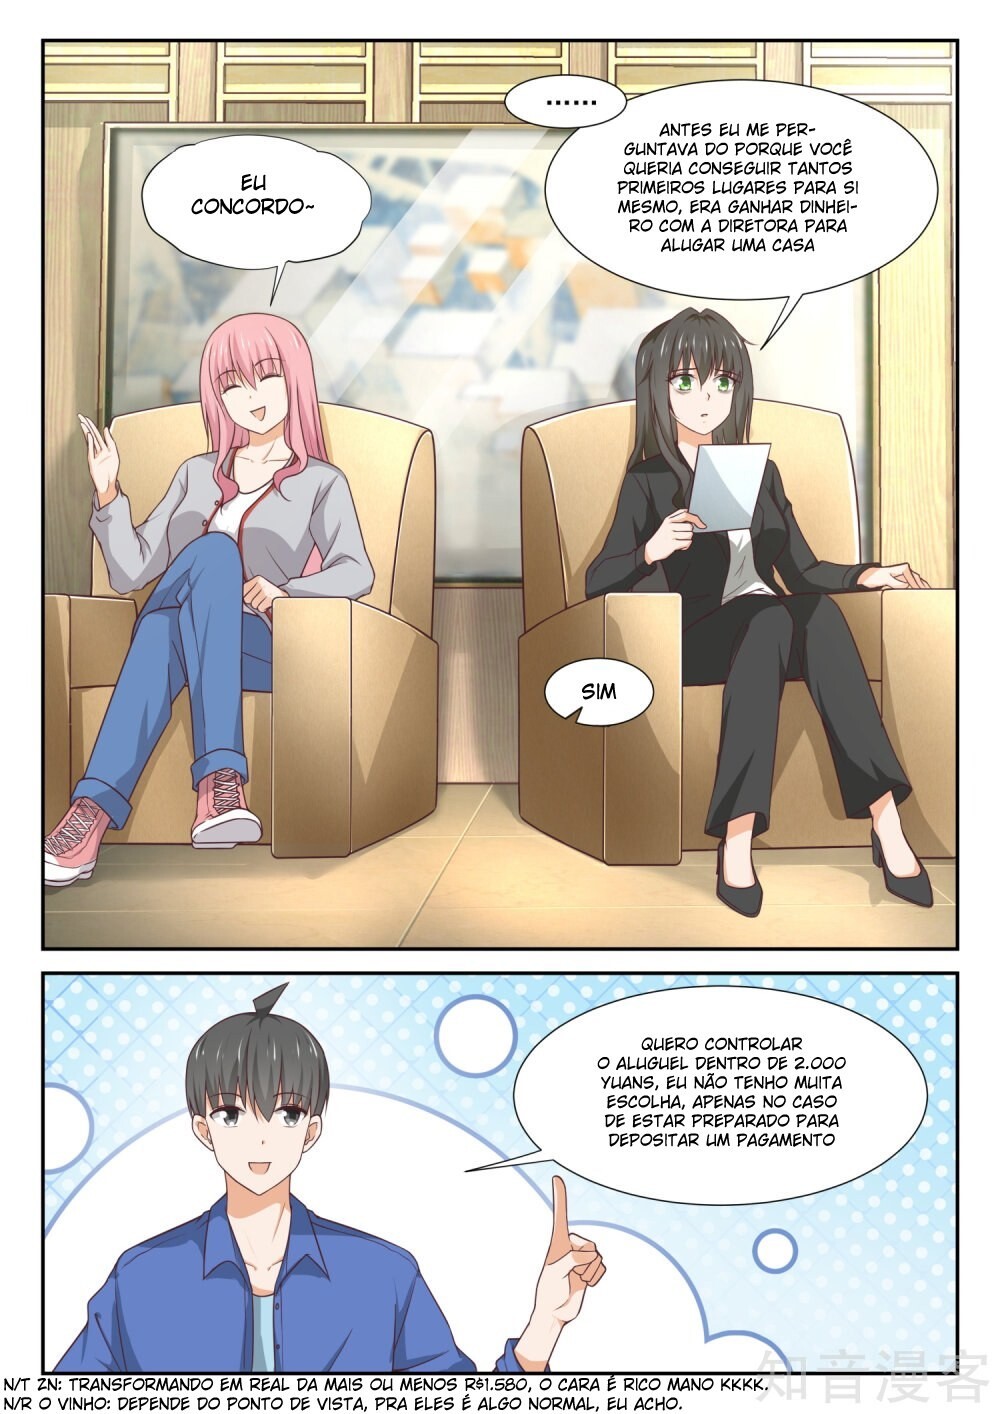 ......
ANTES EU ME PER-
GUNTAVA DO PORQUE VOCÊ
QUERIA CONSEGUIR TANTOS
PRIMEIROS LUGARES PARA SI
MESMO, ERA GANHAR DINHEI-
RO COM A DIRETORA PARA
ALUGAR UMA CASA
EU
CONCORDO~
SIM
QUERO CONTROLAR
O ALUGUEL DENTRO DE 2.000
YUANS, EU NÃO TENHO MUITA
ESCOLHA, APENAS NO CASO
DE ESTAR PREPARADO PARA
DEPOSITAR UM PAGAMENTO
知音漫客
N/T ZN: TRANSFORMANDO EM REAL DA MAIS OU MENOS R$1.580, O CARA É RICO MANO KKKK.
N/R O VINHO: DEPENDE DO PONTO DE VISTA, PRA ELES É ALGO NORMAL, EU ACHO.